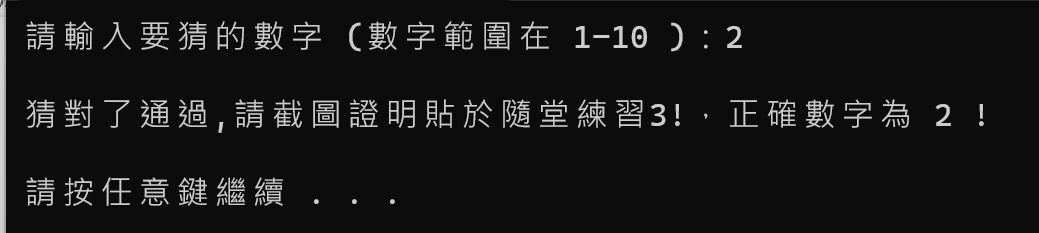 請輸入要猜的數字 (數字範圍在 1-10 ):2
猜對了通過,請截圖證明貼於隨堂練習3!，正確數字為 2 !
請按任意鍵繼續 . . .